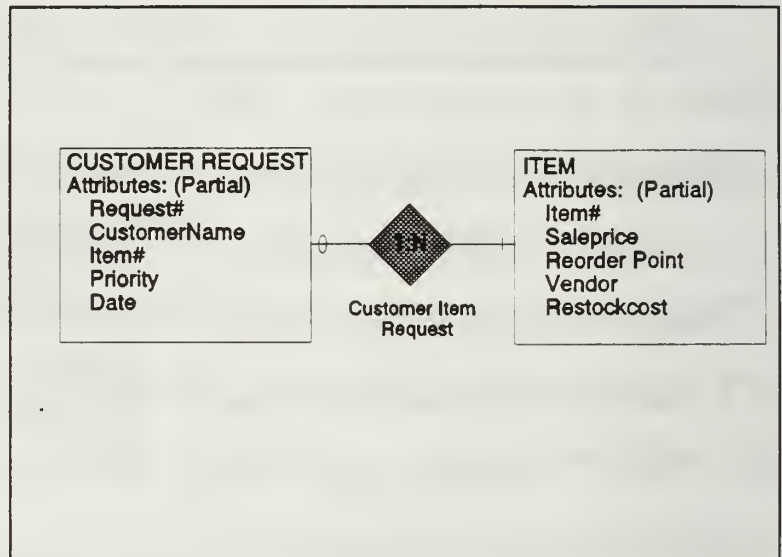 CUSTOMER REQUEST
Attributes: (Partial)
Request#
CustomerName
Item#
Priority
Date
1:N
Customer Item
Request
ITEM
Attributes: (Partial)
Item#
Saleprice
Reorder Point
Vendor
Restockcost